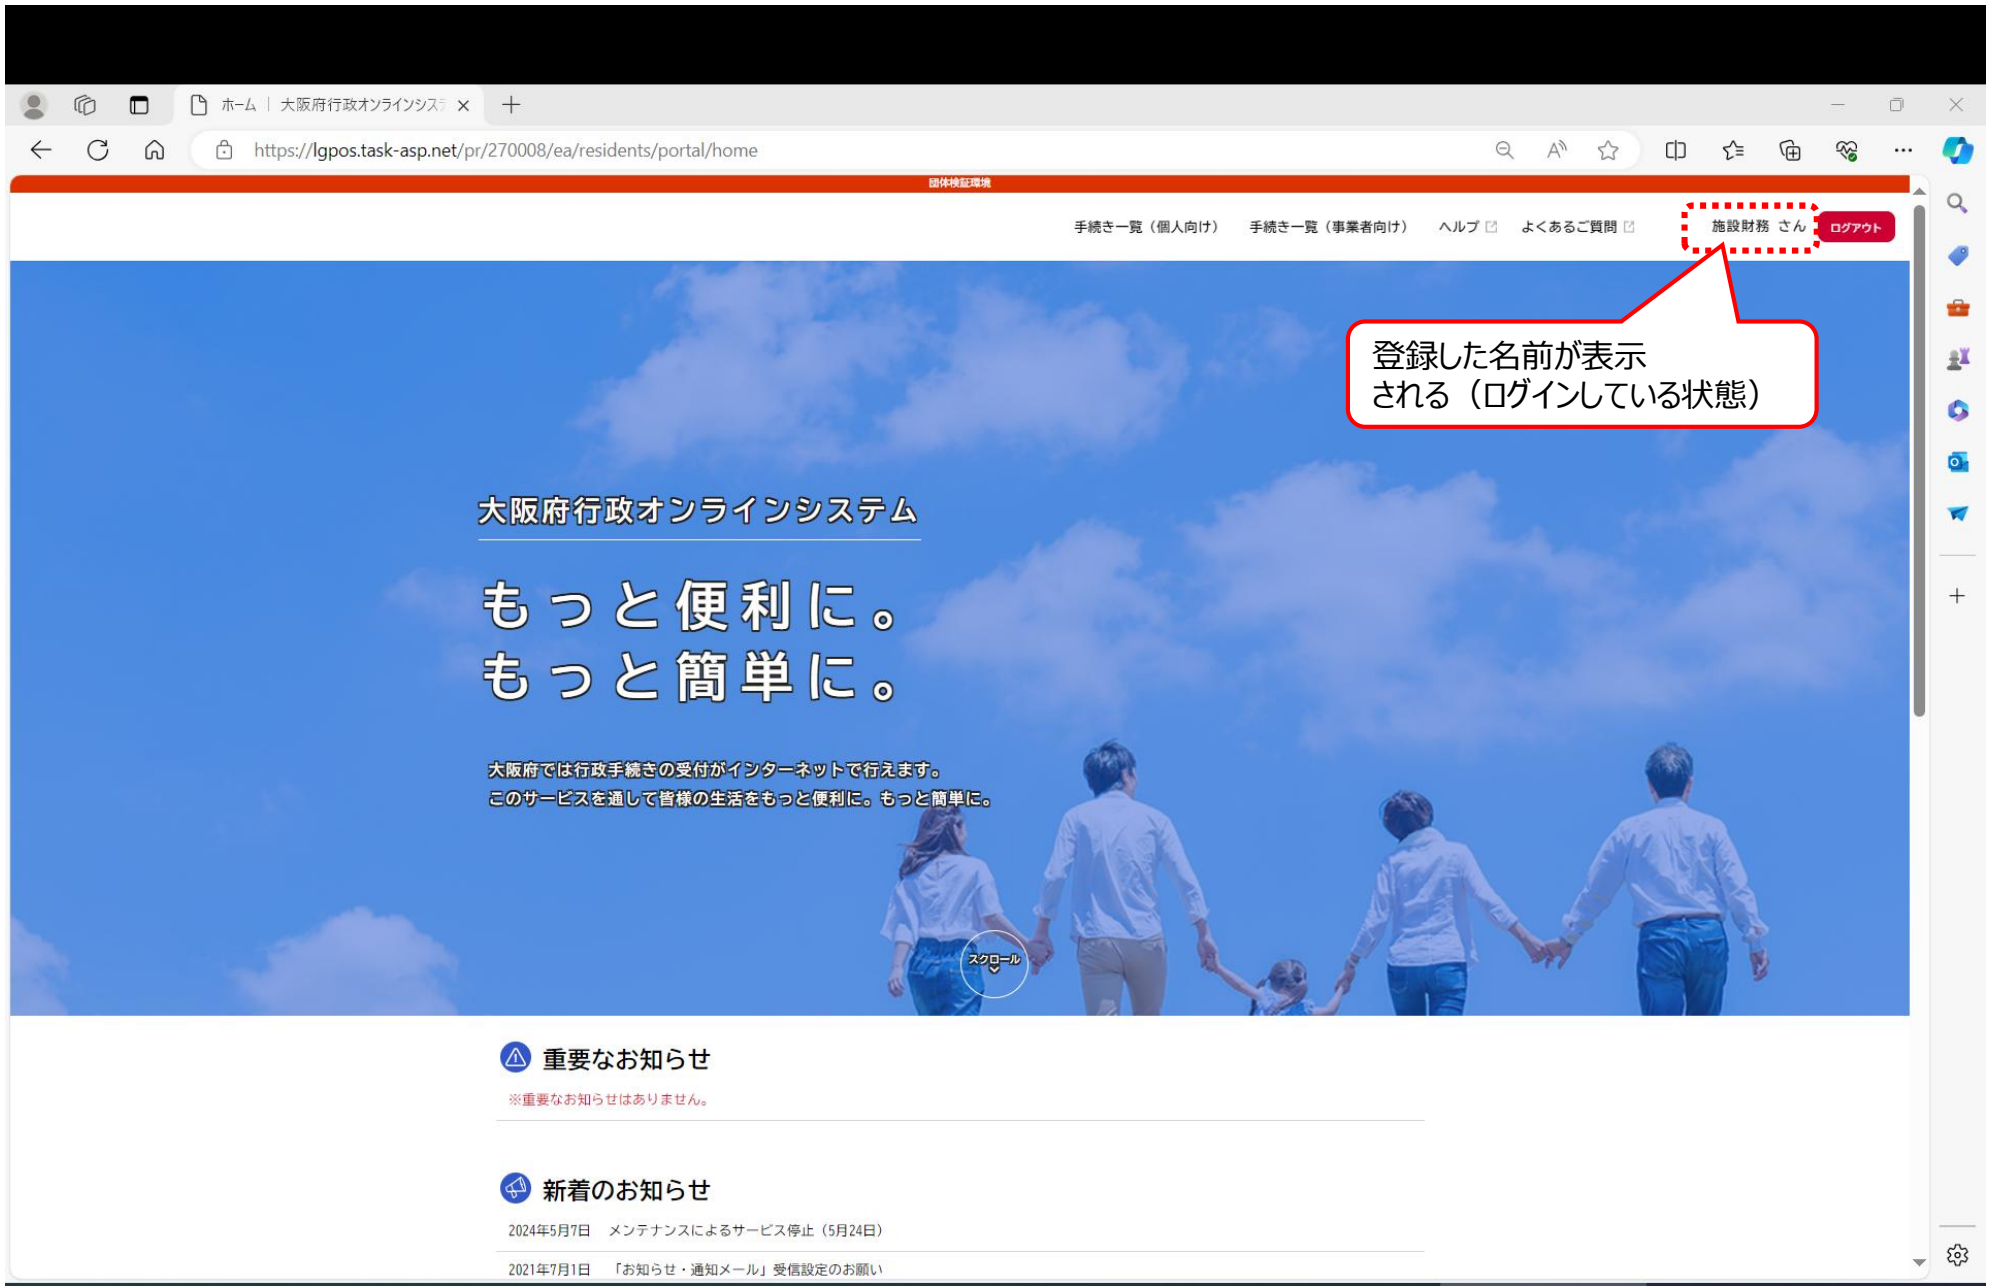 ホーム | 大阪府行政オンラインシステ
https://lgpos.task-asp.net/pr/270008/ea/residents/portal/home
団体検証環境
手続き一覧（個人向け） 手続き一覧（事業者向け） ヘルプ よくあるご質問 施設財務 さん ログアウト
登録した名前が表示
される（ログインしている状態）
大阪府行政オンラインシステム
もっと便利に。
もっと簡単に。
大阪府では行政手続きの受付がインターネットで行えます。
このサービスを通して皆様の生活をもっと便利に。もっと簡単に。
スクロール
重要なお知らせ
※重要なお知らせはありません。
新着のお知らせ
2024年5月7日 メンテナンスによるサービス停止（5月24日）
2021年7月1日 「お知らせ・通知メール」受信設定のお願い